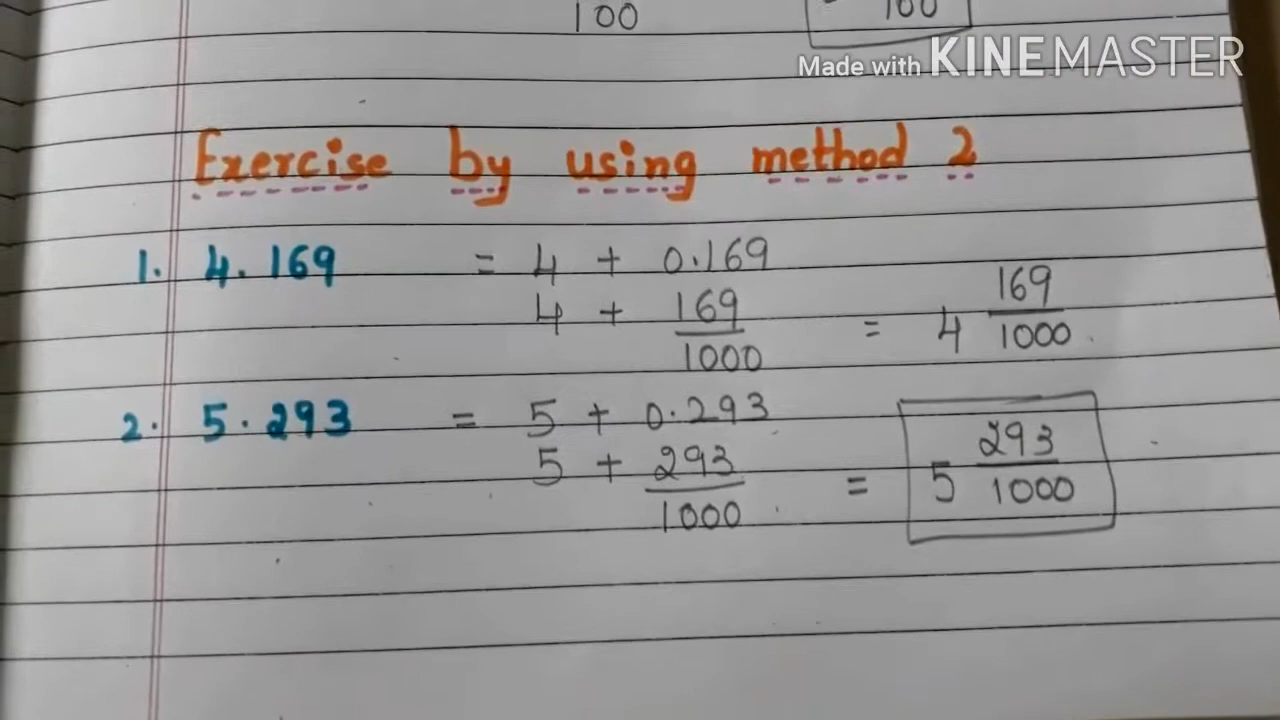 100 100
Made with KINEMASTER
Exercise by using method 2
1. 4.169 = 4 + 0.169
4 + 169/1000 = 4 169/1000
2. 5.293 = 5 + 0.293
5 + 293/1000 = 5 293/1000